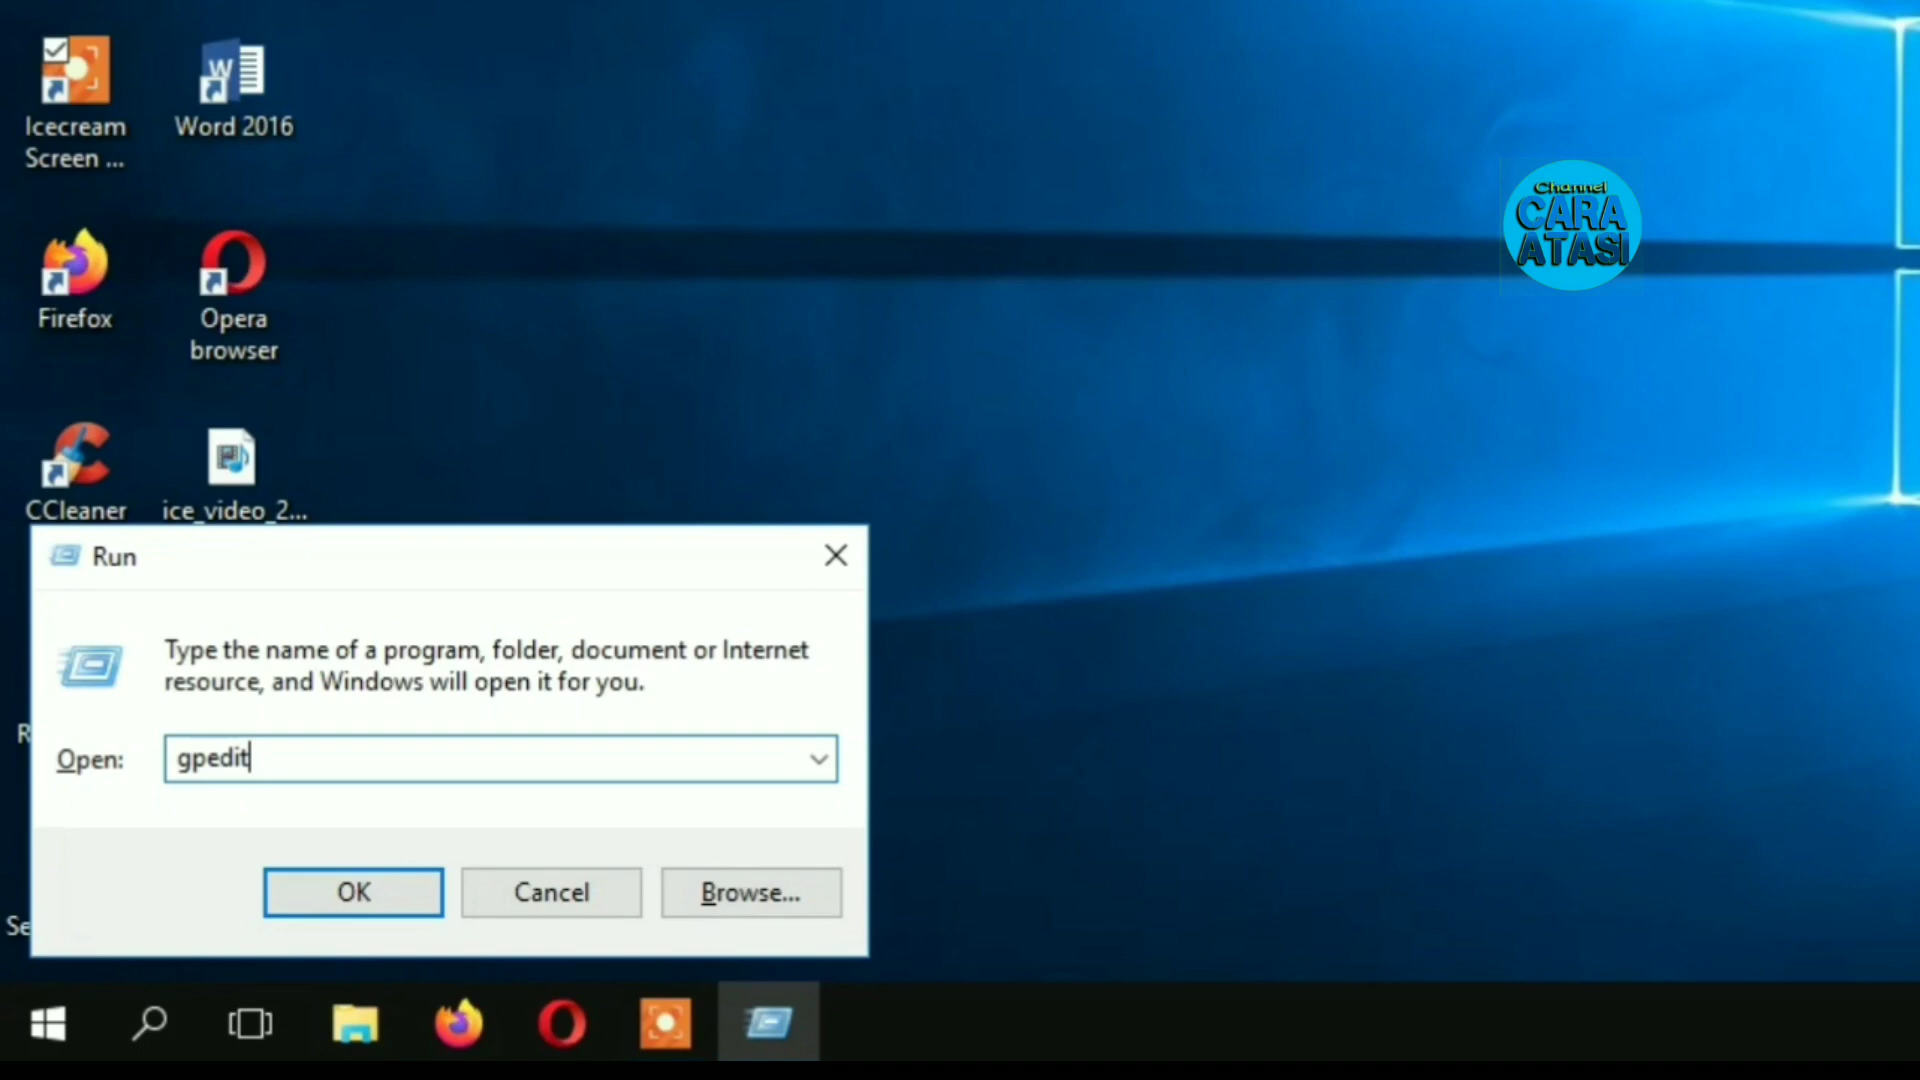 Icecream
Screen ...
Word 2016
Channel
CARA
ATASI
Firefox
Opera
browser
CCleaner
ice_video_2...
Run
Type the name of a program, folder, document or Internet
resource, and Windows will open it for you.
R
Open:
gpedit
OK
Cancel
Browse...
Se